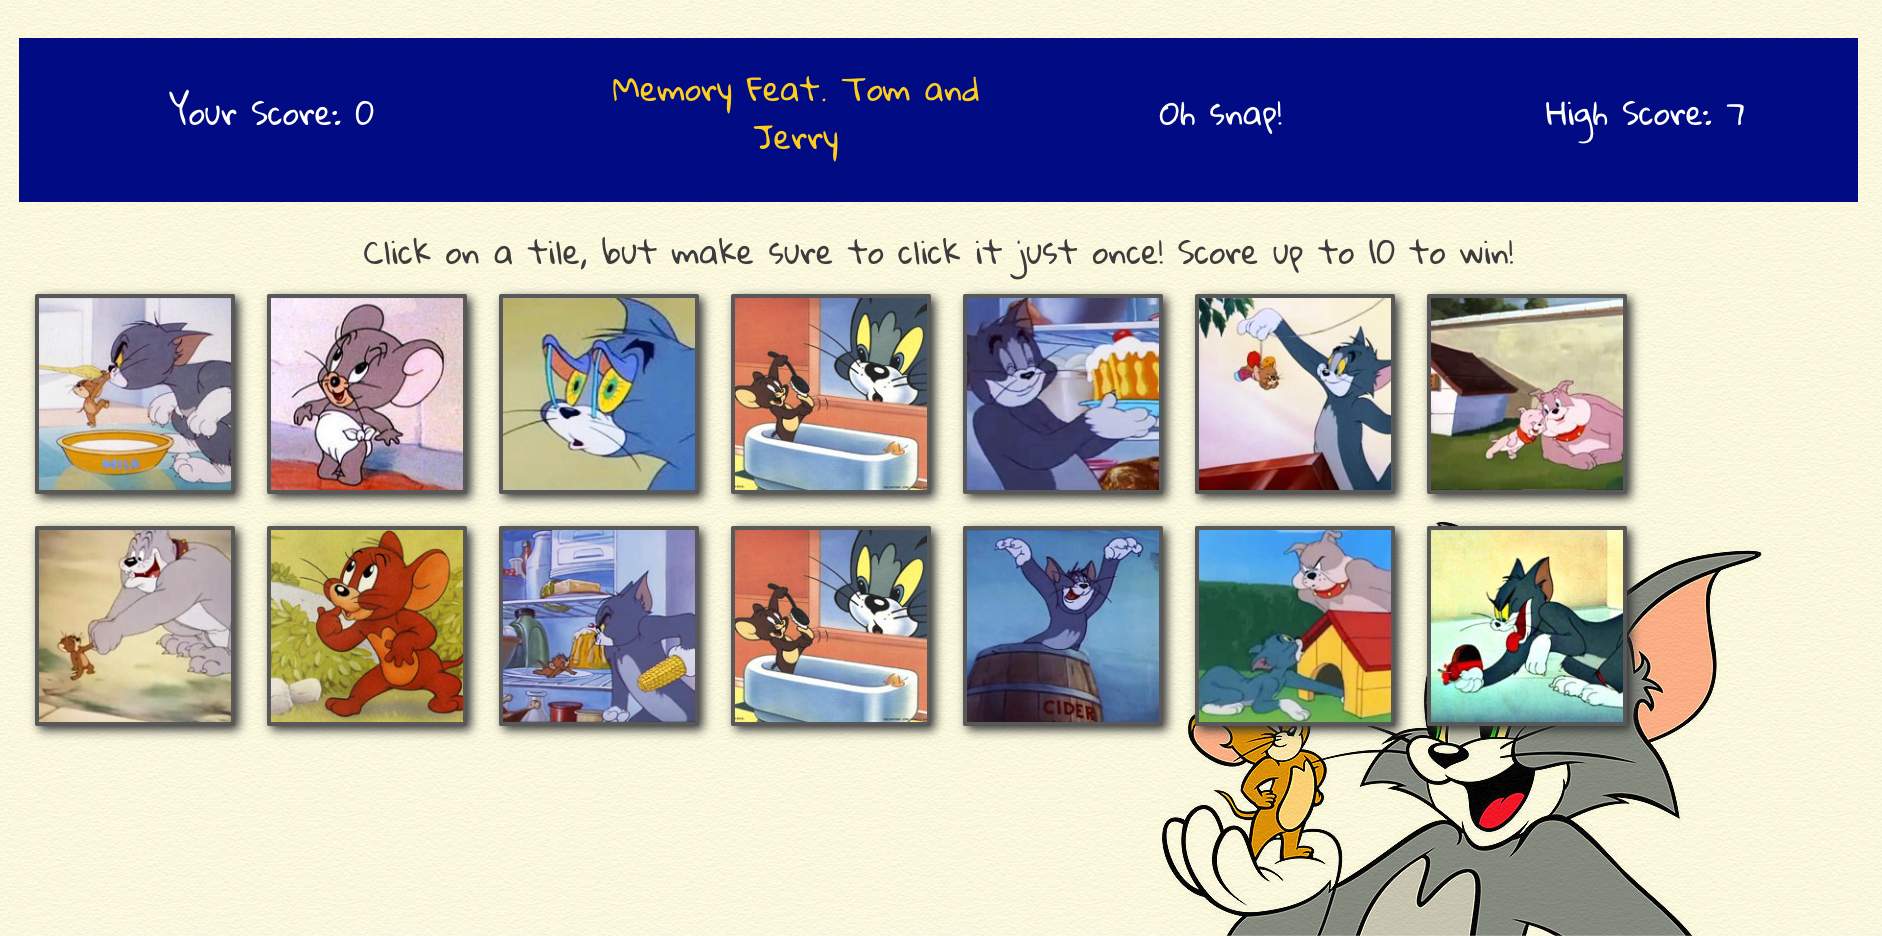 Your Score: 0
Memory Feat. Tom and
Jerry
Oh Snap!
High Score: 7
Click on a tile, but make sure to click it just once! Score up to 10 to win!
MILK
CIDER